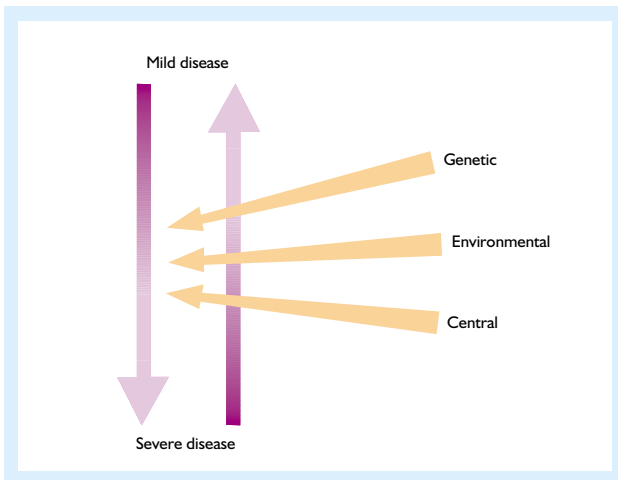 Mild disease
Genetic
Environmental
Central
Severe disease